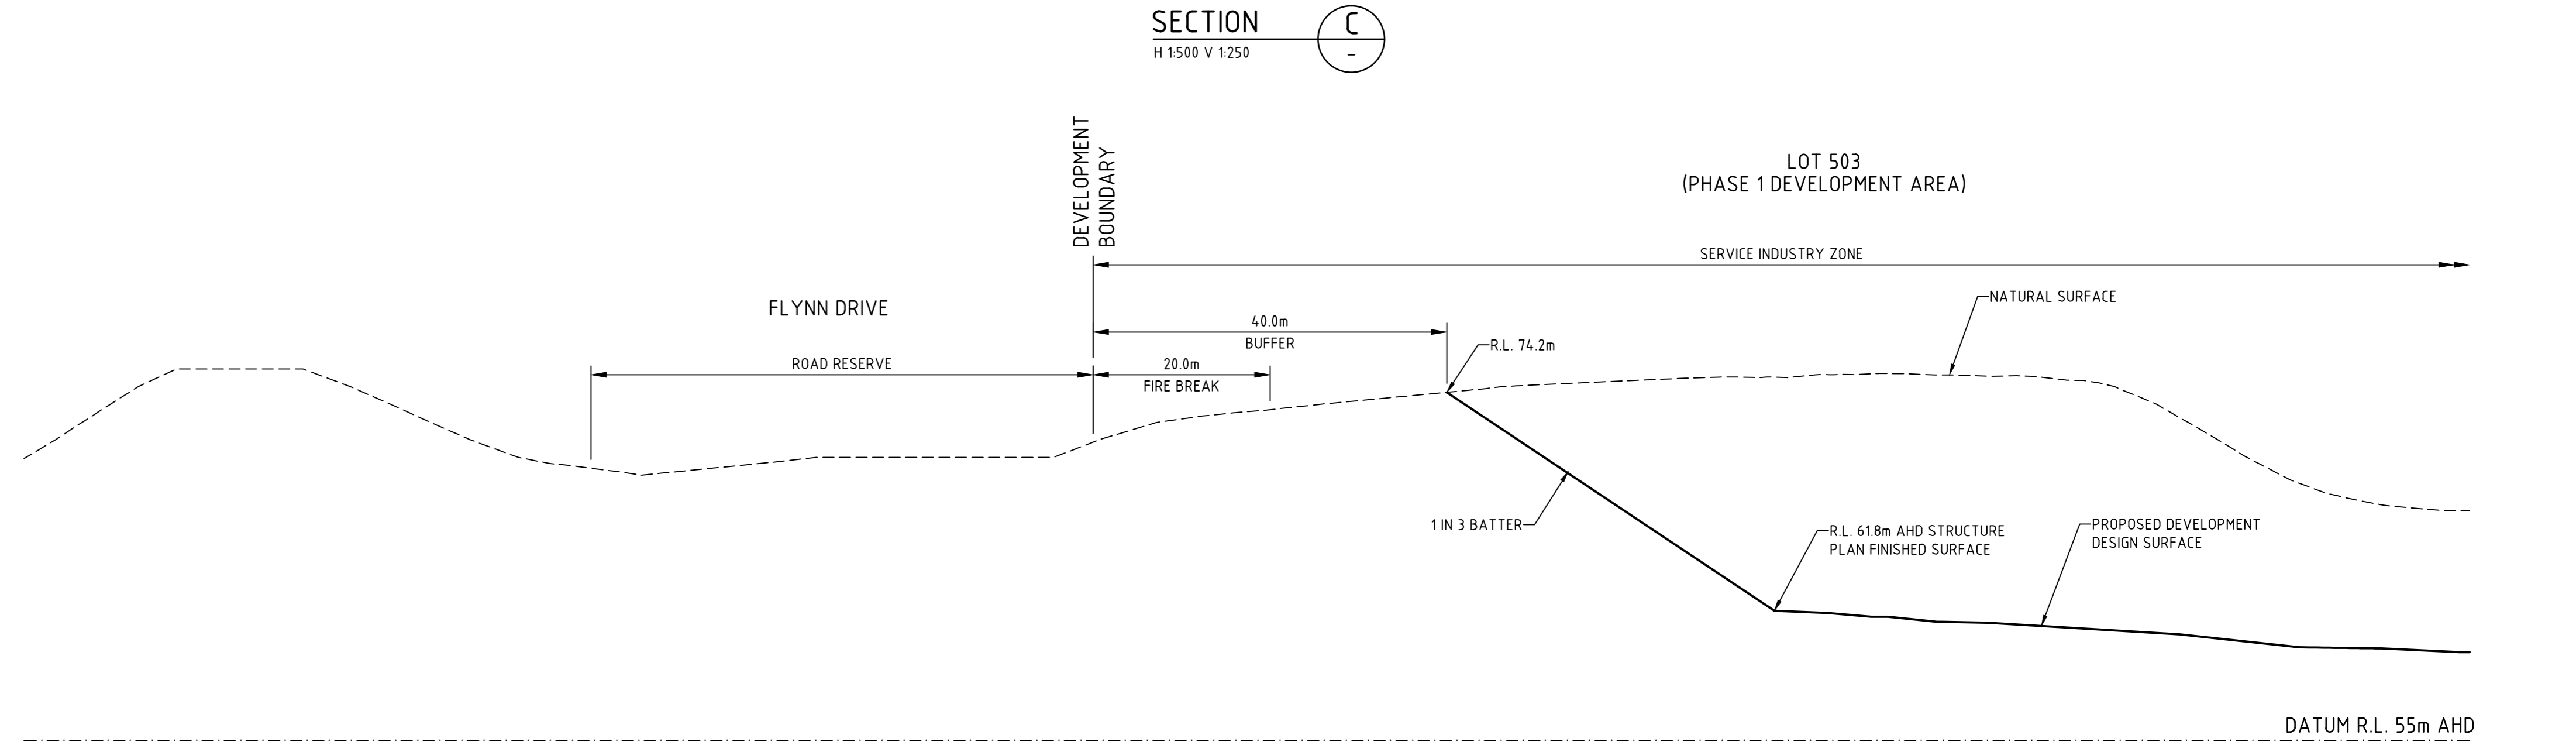 SECTION
C
H 1:500 V 1:250
-
DEVELOPMENT
BOUNDARY
LOT 503
(PHASE 1 DEVELOPMENT AREA)
SERVICE INDUSTRY ZONE
FLYNN DRIVE
NATURAL SURFACE
40.0m
BUFFER
R.L. 74.2m
ROAD RESERVE
20.0m
FIRE BREAK
1 IN 3 BATTER
R.L. 61.8m AHD STRUCTURE
PLAN FINISHED SURFACE
PROPOSED DEVELOPMENT
DESIGN SURFACE
DATUM R.L. 55m AHD